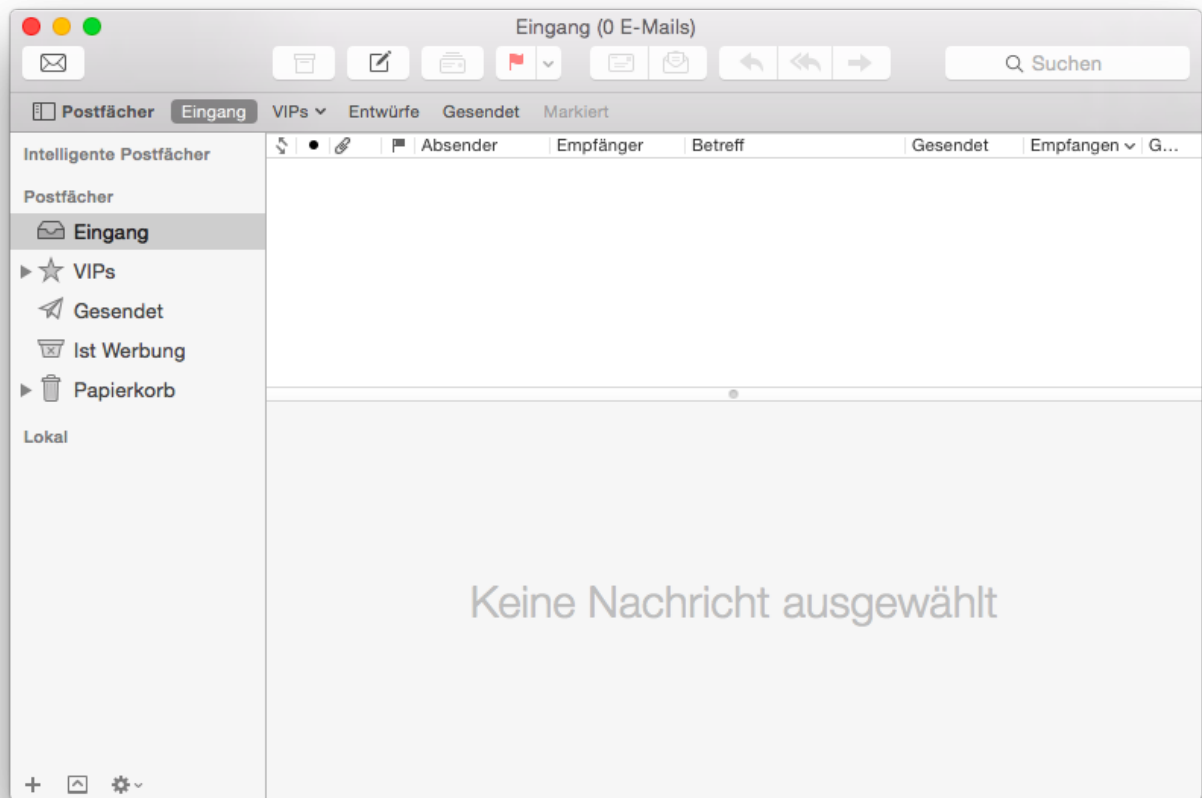 Eingang (0 E-Mails)
Suchen
Postfächer Eingang VIPs Entwürfe Gesendet Markiert
Intelligente Postfächer
Absender Empfänger Betreff Gesendet Empfangen G...
Postfächer
Eingang
VIPs
Gesendet
Ist Werbung
Papierkorb
Lokal
Keine Nachricht ausgewählt